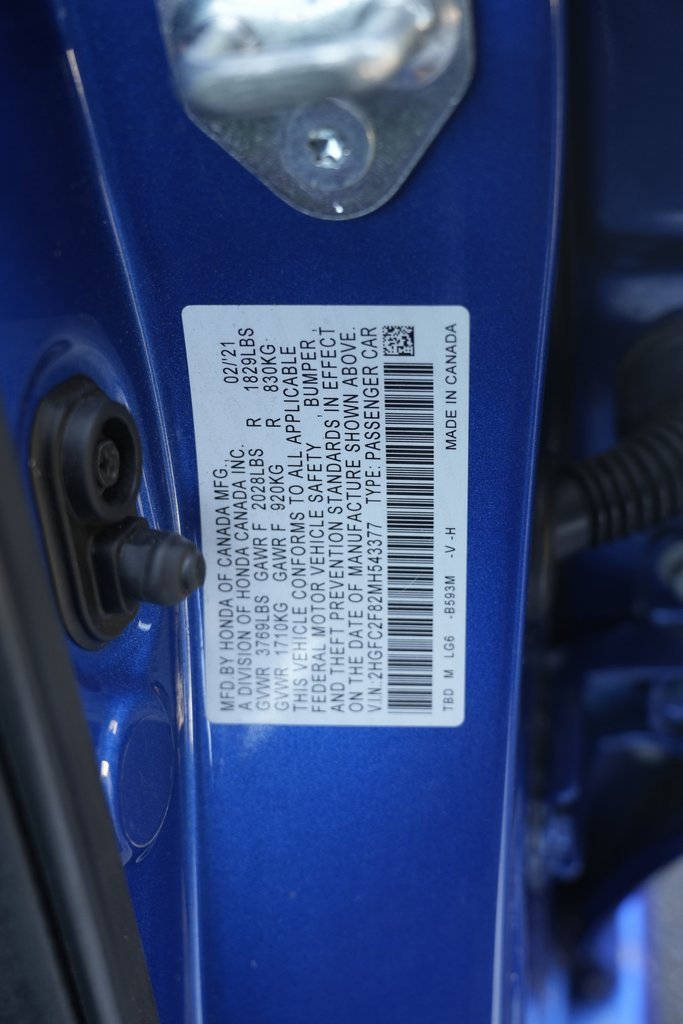 MFD.BY HONDA OF CANADA MFG., 02/'21
A DIVISION OF HONDA CANADA INC.
GVWR 3769LBS GAWR F 2028LBS R 1829LBS
GVWR 1710KG GAWR F 920KG R 830KG
THIS VEHICLE CONFORMS TO ALL APPLICABLE
FEDERAL MOTOR VEHICLE SAFETY, BUMPER,
AND THEFT PREVENTION STANDARDS IN EFFECT
ON THE DATE OF MANUFACTURE SHOWN ABOVE.
V.I.N.:2HGFC2F82MH543377 TYPE: PASSENGER CAR
TBD M LG6 -B593M -V -H MADE IN CANADA